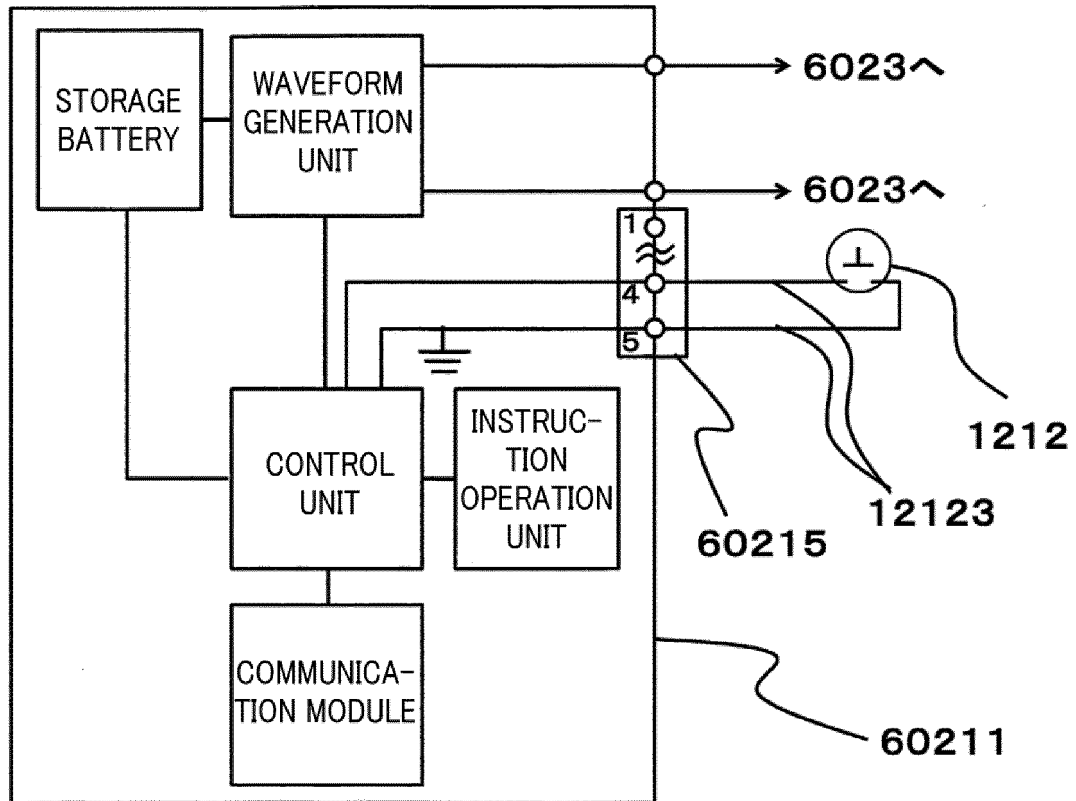 STORAGE
BATTERY
WAVEFORM
GENERATION
UNIT
6023へ
6023へ
1
4
5
1212
12123
60215
CONTROL
UNIT
INSTRUC-
TION
OPERATION
UNIT
COMMUNICA-
TION MODULE
60211